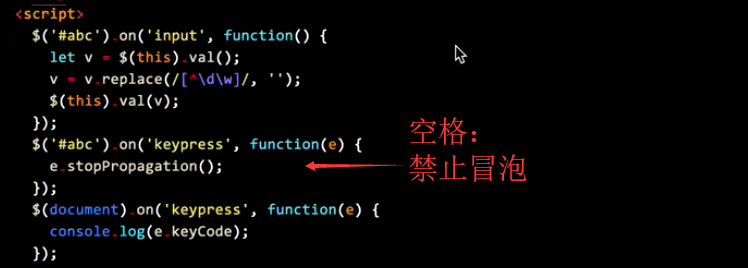 <script>
$('#abc').on('input', function() {
let v = $(this).val();
v = v.replace(/[^\d\w]/, '');
$(this).val(v);
});
$('#abc').on('keypress', function(e) {
e.stopPropagation();
});
$(document).on('keypress', function(e) {
console.log(e.keyCode);
});
空格：
禁止冒泡